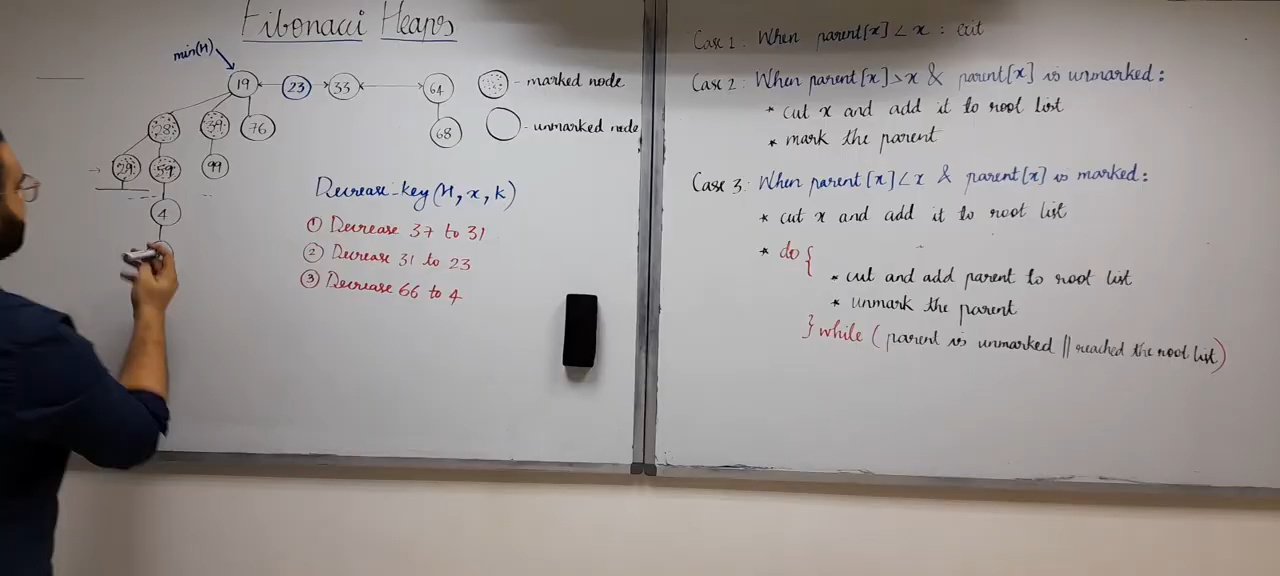 Fibonacci Heaps
min(H)
19 23 33 64
marked node
28 39 76 68
unmarked node
29 59 99
4
Decrease-key(H, x, k)
① Decrease 37 to 31
② Decrease 31 to 23
③ Decrease 66 to 4
Case 1: When parent[x] < x : exit
Case 2: When parent[x] > x & parent[x] is unmarked:
* cut x and add it to root list
* mark the parent
Case 3: When parent[x] < x & parent[x] is marked:
* cut x and add it to root list
* do {
* cut and add parent to root list
* unmark the parent
} while (parent is unmarked || reached the root list)